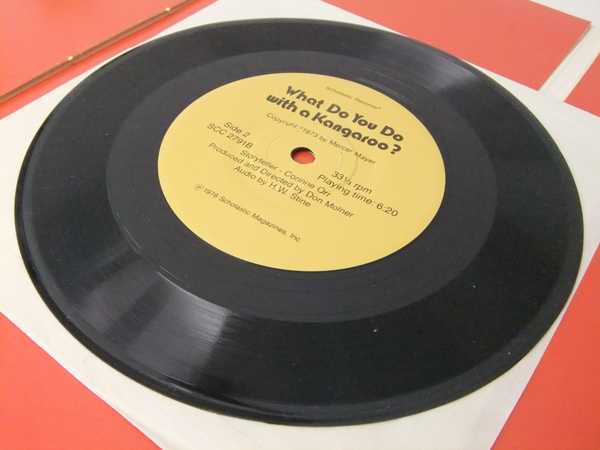 Scholastic Records®
What Do You Do
with a Kangaroo?
Copyright © 1973 by Mercer Mayer
Side 2
SCC 2791B
33⅓ rpm
Playing time: 6:20
Storyteller - Corinne Orr
Produced and Directed by Don Molner
Audio by H.W. Stine
℗ 1976 Scholastic Magazines, Inc.